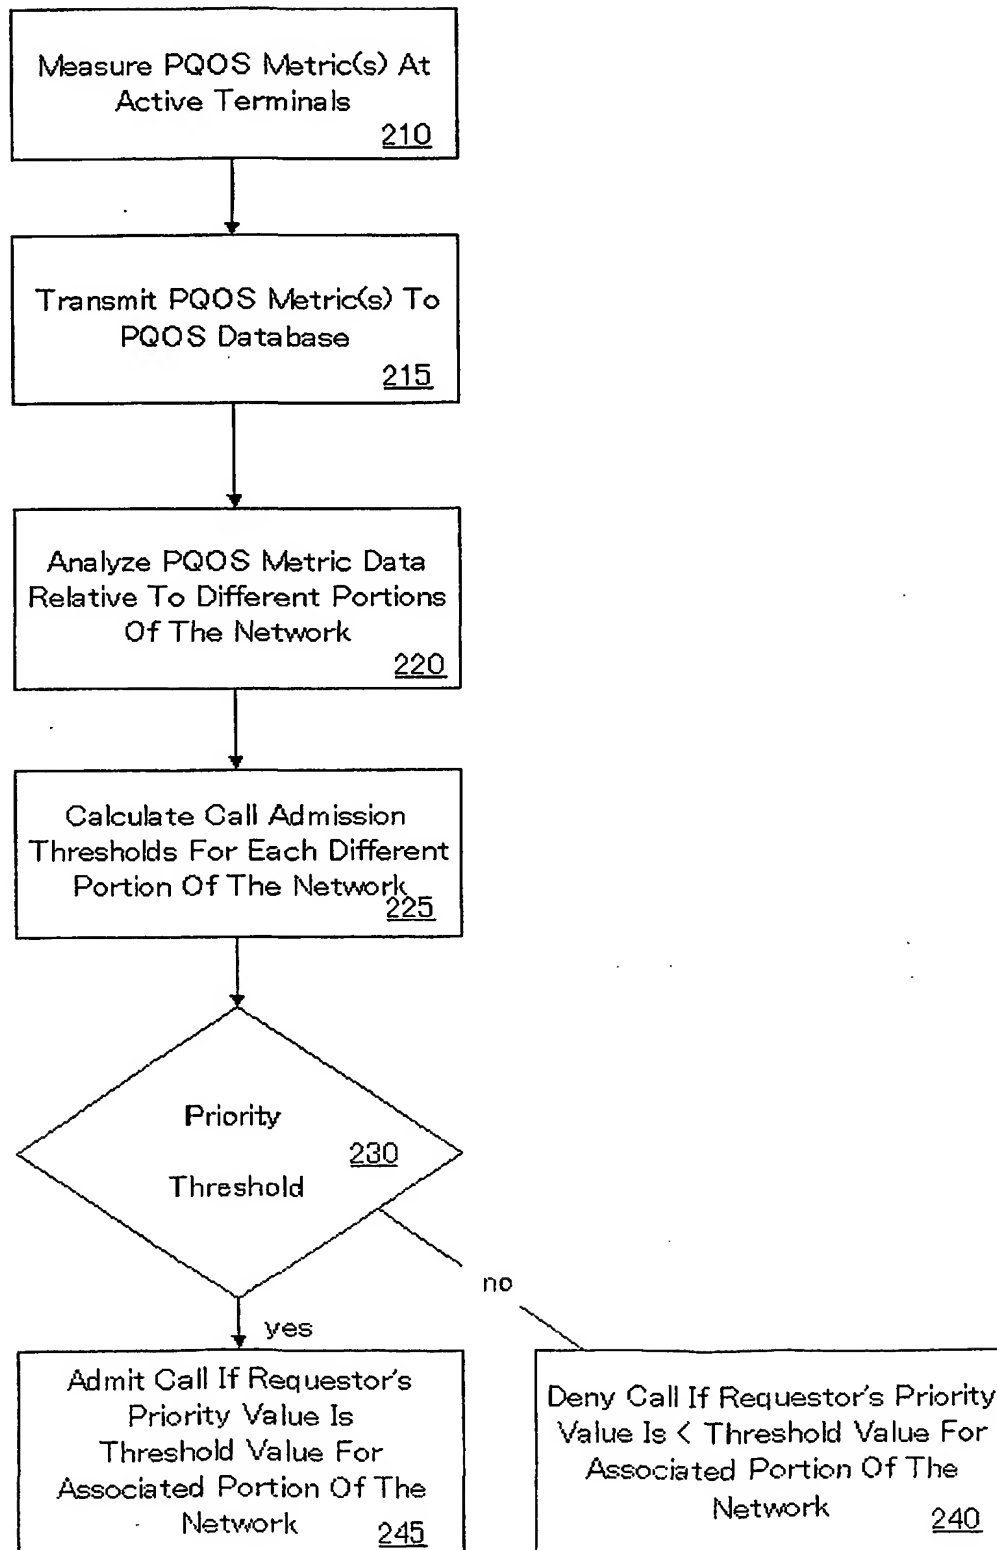 Measure PQOS Metric(s) At
Active Terminals
210
Transmit PQOS Metric(s) To
PQOS Database
215
Analyze PQOS Metric Data
Relative To Different Portions
Of The Network
220
Calculate Call Admission
Thresholds For Each Different
Portion Of The Network
225
Priority
230
Threshold
no
yes
Admit Call If Requestor's
Priority Value Is
Threshold Value For
Associated Portion Of The
Network
245
Deny Call If Requestor's Priority
Value Is < Threshold Value For
Associated Portion Of The
Network
240